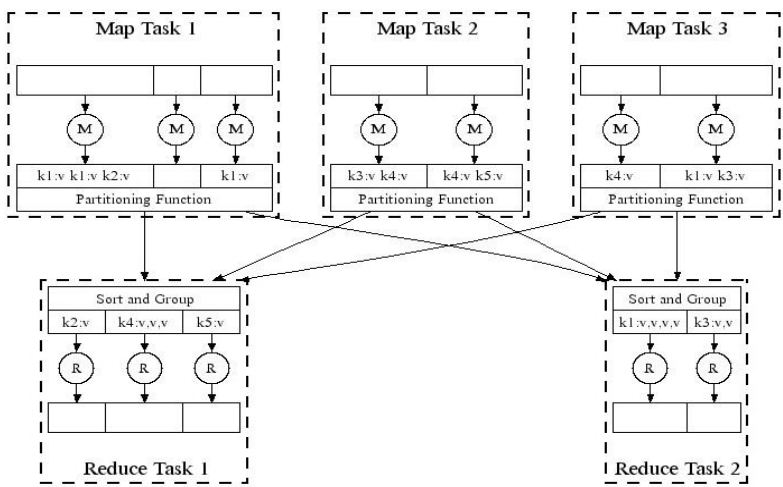 Map Task 1
Map Task 2
Map Task 3
M
M
M
M
M
M
M
k1:v k1:v k2:v
k1:v
k3:v k4:v
k4:v k5:v
k4:v
k1:v k3:v
Partitioning Function
Partitioning Function
Partitioning Function
Sort and Group
k2:v
k4:v,v,v
k5:v
R
R
R
Reduce Task 1
Sort and Group
k1:v,v,v,v
k3:v,v
R
R
Reduce Task 2